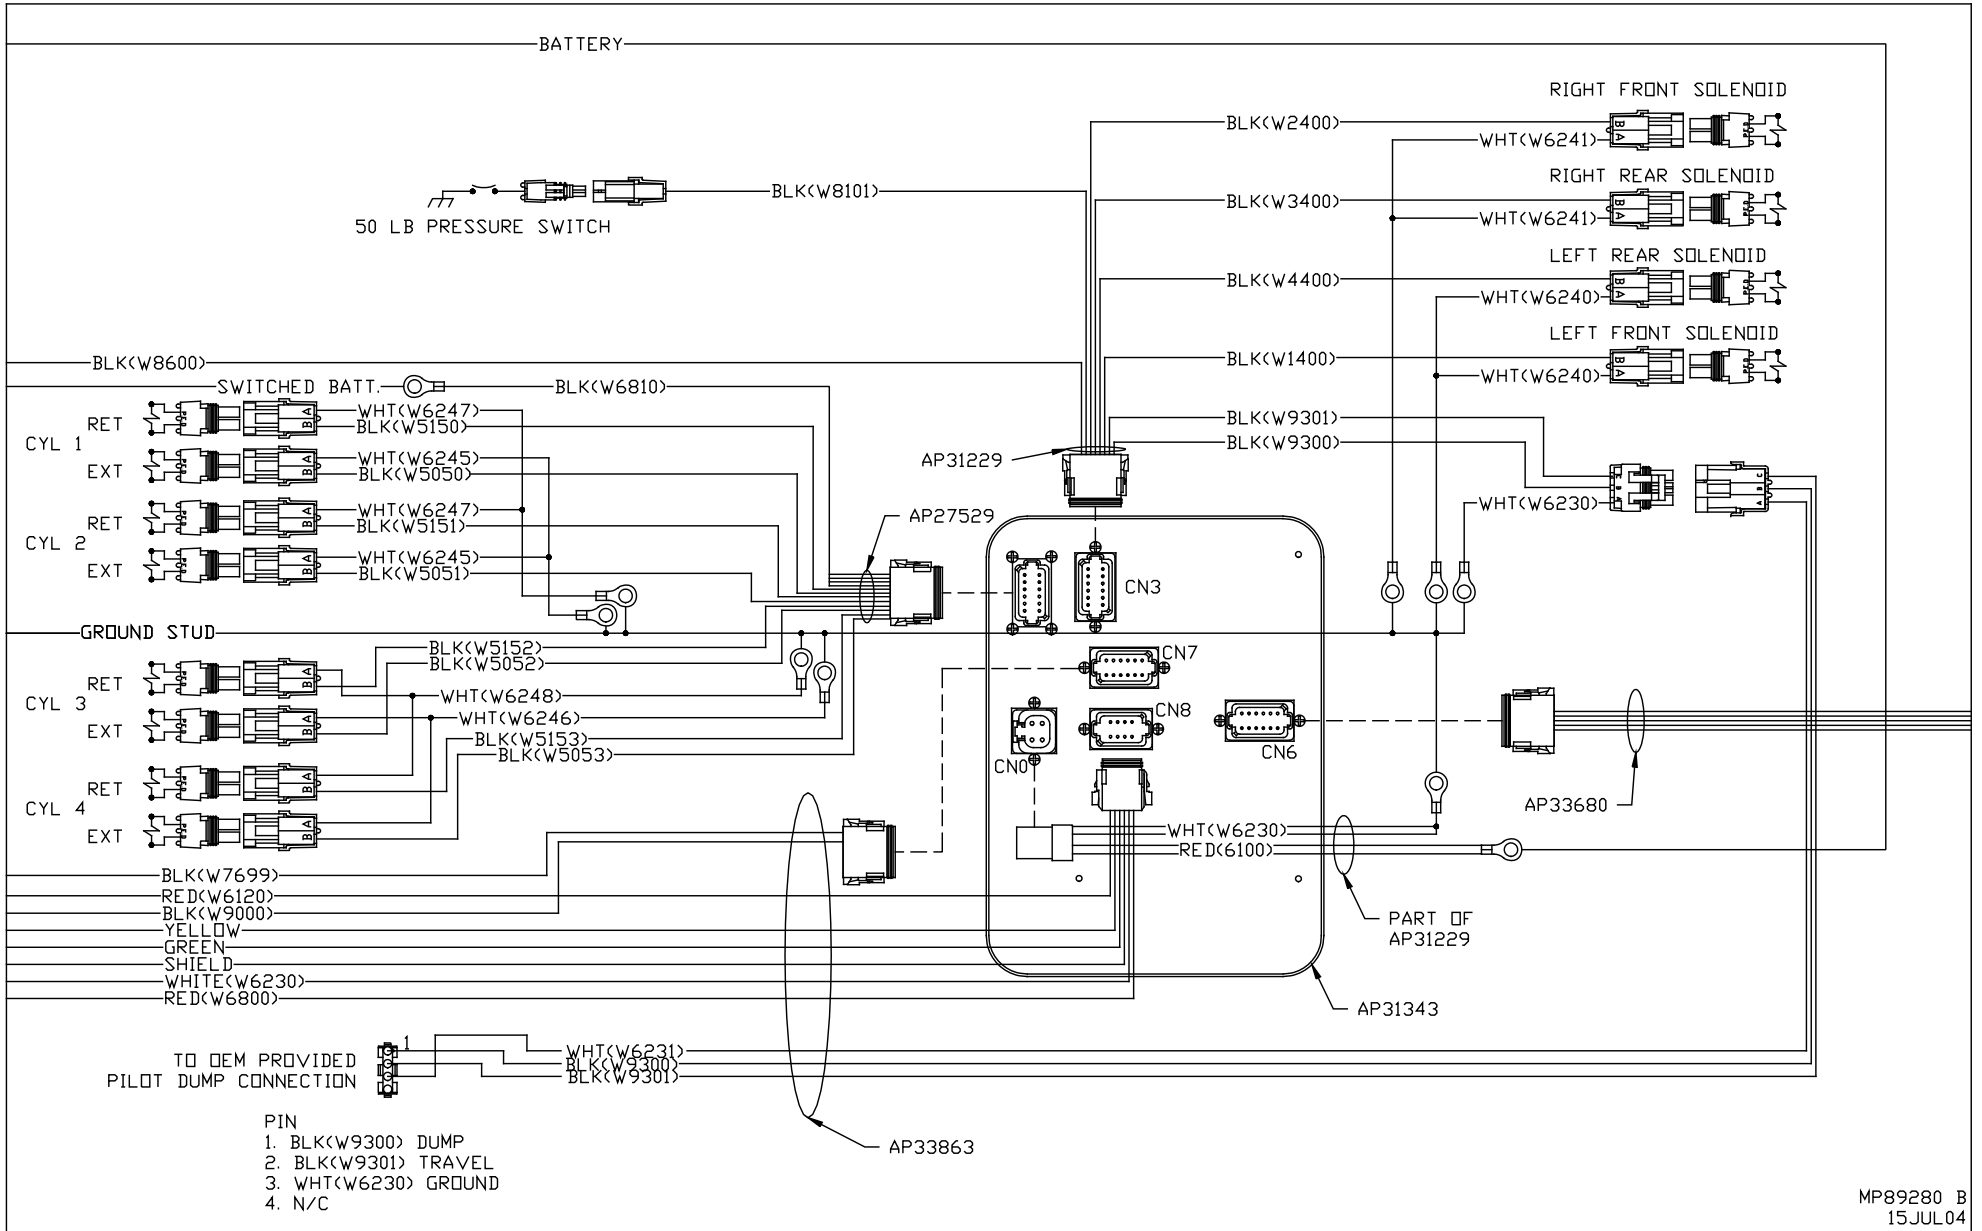 BATTERY
RIGHT FRONT SOLENOID
BLK(W2400)
WHT(W6241)
B
A
RIGHT REAR SOLENOID
BLK(W8101)
BLK(W3400)
WHT(W6241)
B
A
50 LB PRESSURE SWITCH
LEFT REAR SOLENOID
BLK(W4400)
WHT(W6240)
B
A
LEFT FRONT SOLENOID
BLK(W8600)
BLK(W1400)
WHT(W6240)
B
A
SWITCHED BATT.
BLK(W6810)
CYL 1
RET
A
B
WHT(W6247)
BLK(W5150)
BLK(W9301)
BLK(W9300)
EXT
A
B
WHT(W6245)
BLK(W5050)
AP31229
C
B
A
WHT(W6230)
CYL 2
RET
A
B
WHT(W6247)
BLK(W5151)
AP27529
EXT
A
B
WHT(W6245)
BLK(W5051)
CN3
GROUND STUD
BLK(W5152)
BLK(W5052)
CN7
CYL 3
RET
A
B
WHT(W6248)
EXT
A
B
WHT(W6246)
BLK(W5153)
BLK(W5053)
CN8
CN6
CN0
CYL 4
RET
A
B
EXT
A
B
AP33680
WHT(W6230)
RED(6100)
BLK(W7699)
RED(W6120)
BLK(W9000)
YELLOW
GREEN
SHIELD
WHITE(W6230)
RED(W6800)
PART OF
AP31229
AP31343
TO OEM PROVIDED
PILOT DUMP CONNECTION
1
WHT(W6231)
BLK(W9300)
BLK(W9301)
PIN
1. BLK(W9300) DUMP
2. BLK(W9301) TRAVEL
3. WHT(W6230) GROUND
4. N/C
AP33863
MP89280 B
15JUL04